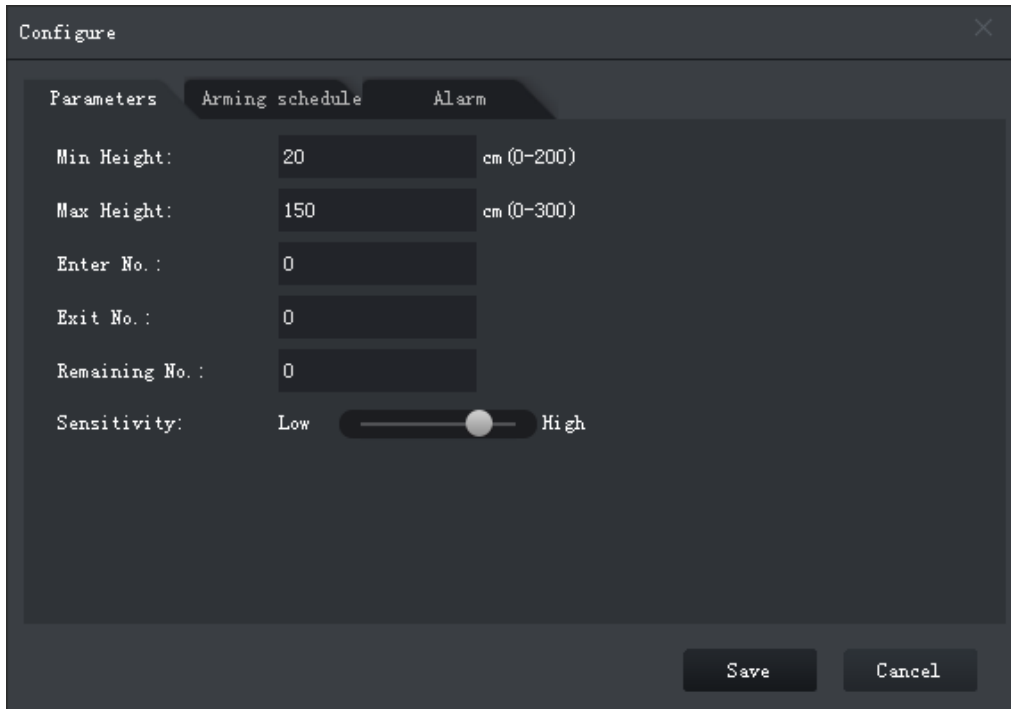 Configure
Parameters Arming schedule Alarm
Min Height: 20 cm(0-200)
Max Height: 150 cm(0-300)
Enter No.: 0
Exit No.: 0
Remaining No.: 0
Sensitivity: Low High
Save Cancel